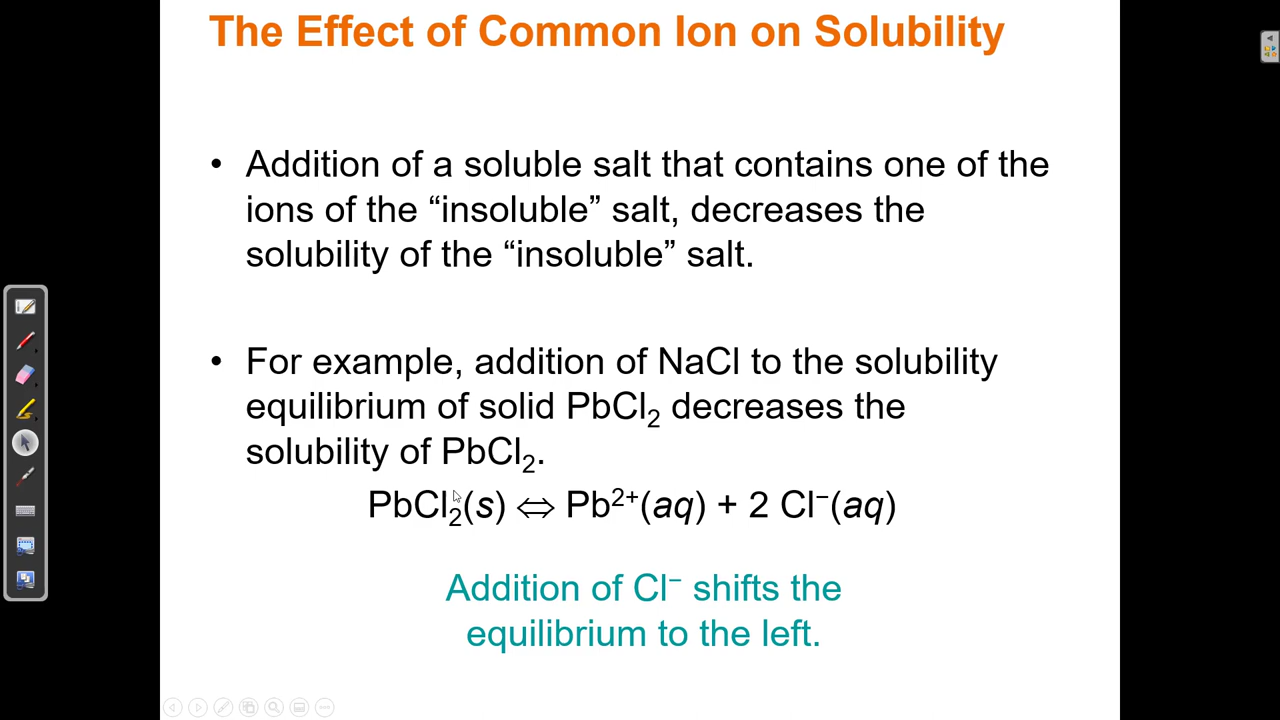 The Effect of Common Ion on Solubility
• Addition of a soluble salt that contains one of the
ions of the “insoluble” salt, decreases the
solubility of the “insoluble” salt.
• For example, addition of NaCl to the solubility
equilibrium of solid PbCl₂ decreases the
solubility of PbCl₂.
PbCl₂(s) ⇔ Pb²⁺(aq) + 2 Cl⁻(aq)
Addition of Cl⁻ shifts the
equilibrium to the left.